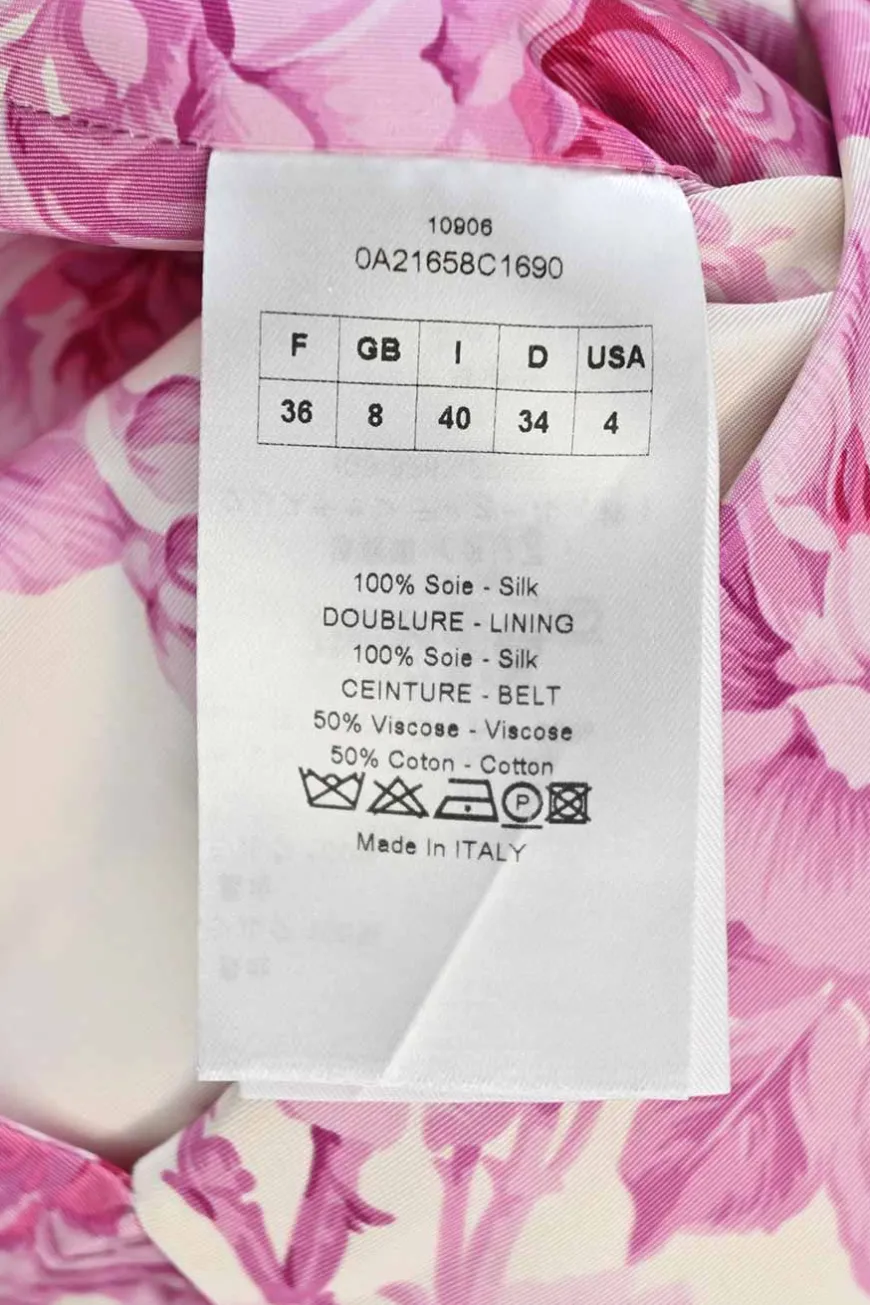 10906
0A21658C1690
F GB I D USA
36 8 40 34 4
100% Soie - Silk
DOUBLURE - LINING
100% Soie - Silk
CEINTURE - BELT
50% Viscose - Viscose
50% Coton - Cotton
P
Made In ITALY